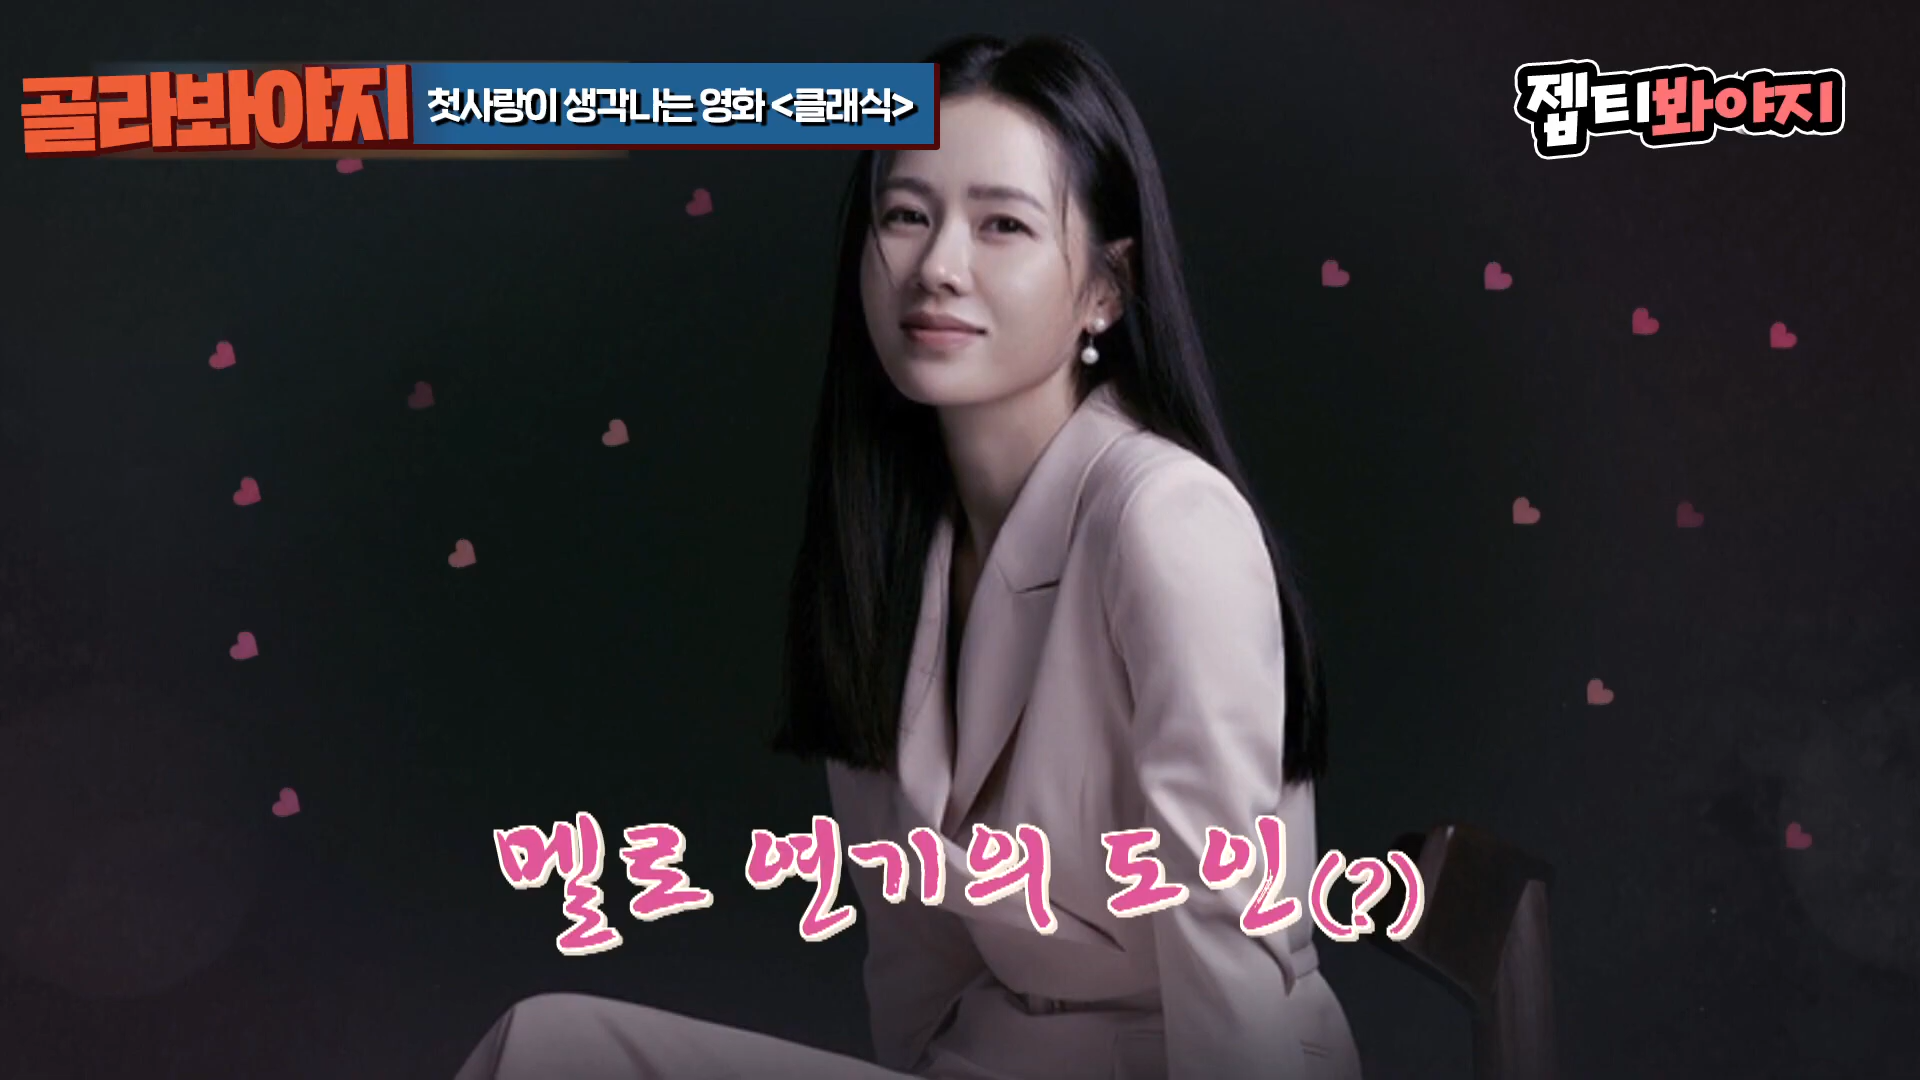 골라봐야지
첫사랑이 생각나는 영화 <클래식>
젭티봐야지
멜로 연기의 도인(?)